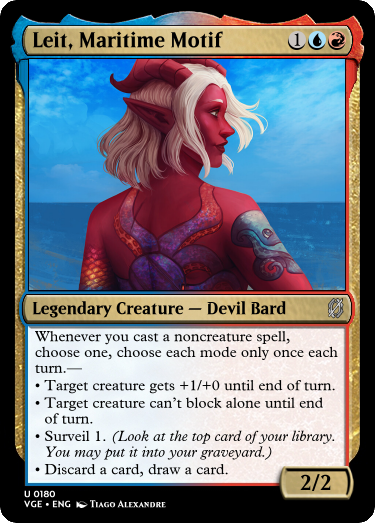 Leit, Maritime Motif
1
Legendary Creature — Devil Bard
Whenever you cast a noncreature spell,
choose one, choose each mode only once each
turn.—
• Target creature gets +1/+0 until end of turn.
• Target creature can't block alone until end
of turn.
• Surveil 1. (Look at the top card of your library.
You may put it into your graveyard.)
• Discard a card, draw a card.
2/2
U 0180
VGE • ENG Tiago Alexandre